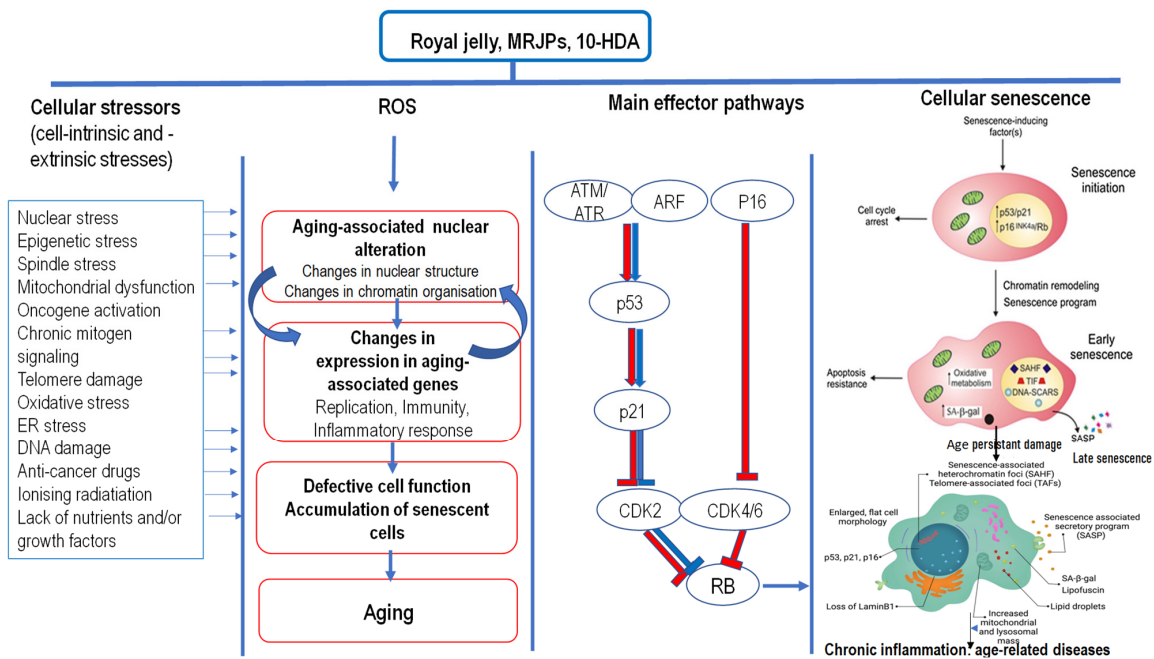 Royal jelly, MRJPs, 10-HDA
Cellular stressors
(cell-intrinsic and -
extrinsic stresses)
Nuclear stress
Epigenetic stress
Spindle stress
Mitochondrial dysfunction
Oncogene activation
Chronic mitogen
signaling
Telomere damage
Oxidative stress
ER stress
DNA damage
Anti-cancer drugs
Ionising radiatiation
Lack of nutrients and/or
growth factors
ROS
Aging-associated nuclear
alteration
Changes in nuclear structure
Changes in chromatin organisation
Changes in
expression in aging-
associated genes
Replication, Immunity,
Inflammatory response
Defective cell function
Accumulation of senescent
cells
Aging
Main effector pathways
ATM/
ATR
ARF
P16
p53
p21
CDK2
CDK4/6
RB
Cellular senescence
Senescence-inducing
factor(s)
Senescence
initiation
Cell cycle
arrest
↑p53/p21
↑p16INK4a/Rb
Chromatin remodeling
Senescence program
Early
senescence
Apoptosis
resistance
↑Oxidative
metabolism
↑SA-β-gal
SAHF
TIF
DNA-SCARS
SASP
Age persistant damage
Late senescence
Senescence-associated
heterochromatin foci (SAHF)
Telomere-associated foci (TAFs)
Enlarged, flat cell
morphology
Senescence associated
secretory program
(SASP)
p53, p21, p16
SA-β-gal
Lipofuscin
Lipid droplets
Loss of LaminB1
Increased
mitochondrial
and lysosomal
mass
Chronic inflammation: age-related diseases